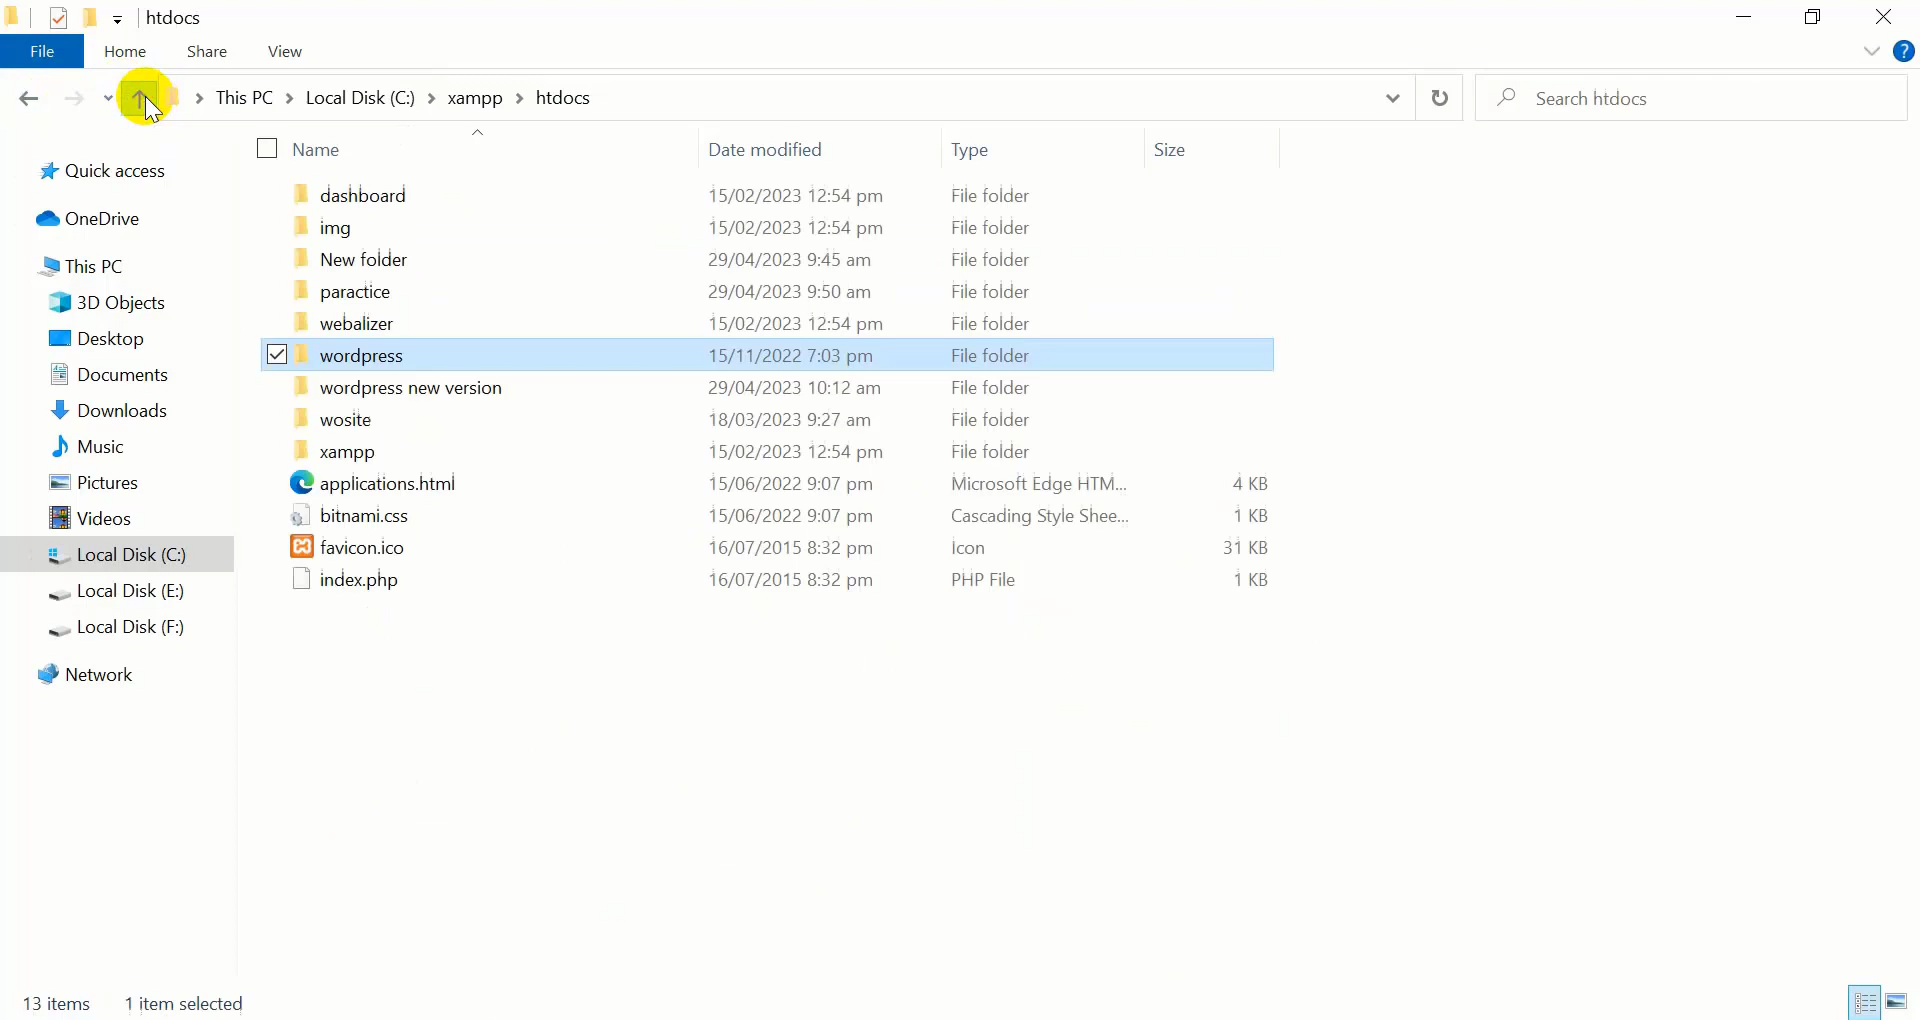 htdocs
File Home Share View
This PC Local Disk (C:) xampp htdocs Search htdocs
Name Date modified Type Size
Quick access
OneDrive
This PC
3D Objects
Desktop
Documents
Downloads
Music
Pictures
Videos
Local Disk (C:)
Local Disk (E:)
Local Disk (F:)
Network
dashboard 15/02/2023 12:54 pm File folder
img 15/02/2023 12:54 pm File folder
New folder 29/04/2023 9:45 am File folder
paractice 29/04/2023 9:50 am File folder
webalizer 15/02/2023 12:54 pm File folder
wordpress 15/11/2022 7:03 pm File folder
wordpress new version 29/04/2023 10:12 am File folder
wosite 18/03/2023 9:27 am File folder
xampp 15/02/2023 12:54 pm File folder
applications.html 15/06/2022 9:07 pm Microsoft Edge HTM... 4 KB
bitnami.css 15/06/2022 9:07 pm Cascading Style Shee... 1 KB
favicon.ico 16/07/2015 8:32 pm Icon 31 KB
index.php 16/07/2015 8:32 pm PHP File 1 KB
13 items 1 item selected